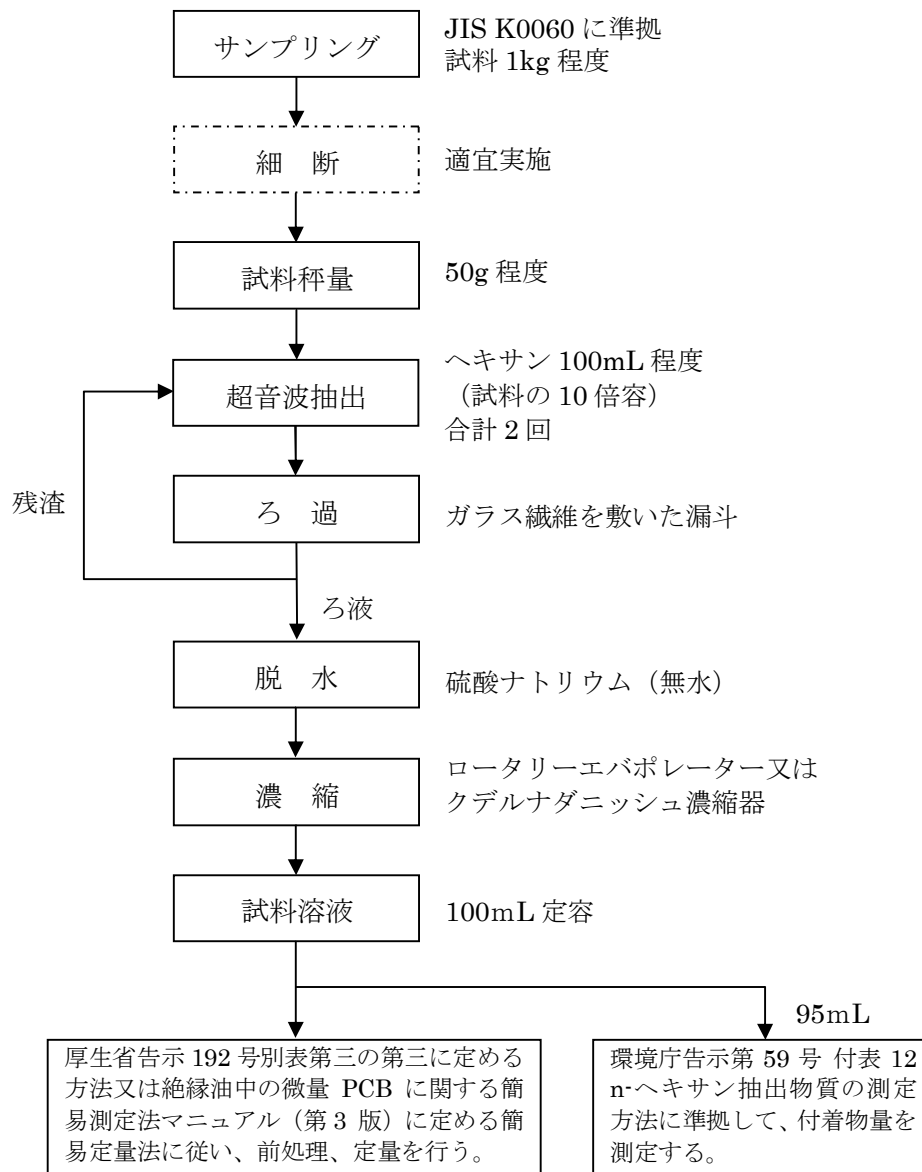 サンプリング
JIS K0060 に準拠
試料 1kg 程度
細 断
適宜実施
試料秤量
50g 程度
超音波抽出
ヘキサン 100mL 程度
（試料の 10 倍容）
合計 2 回
残渣
ろ 過
ガラス繊維を敷いた漏斗
ろ液
脱 水
硫酸ナトリウム（無水）
濃 縮
ロータリーエバポレーター又は
クデルナダニッシュ濃縮器
試料溶液
100mL 定容
95mL
厚生省告示 192 号別表第三の第三に定める
方法又は絶縁油中の微量 PCB に関する簡
易測定法マニュアル（第 3 版）に定める簡
易定量法に従い、前処理、定量を行う。
環境庁告示第 59 号 付表 12
n-ヘキサン抽出物質の測定
方法に準拠して、付着物量を
測定する。